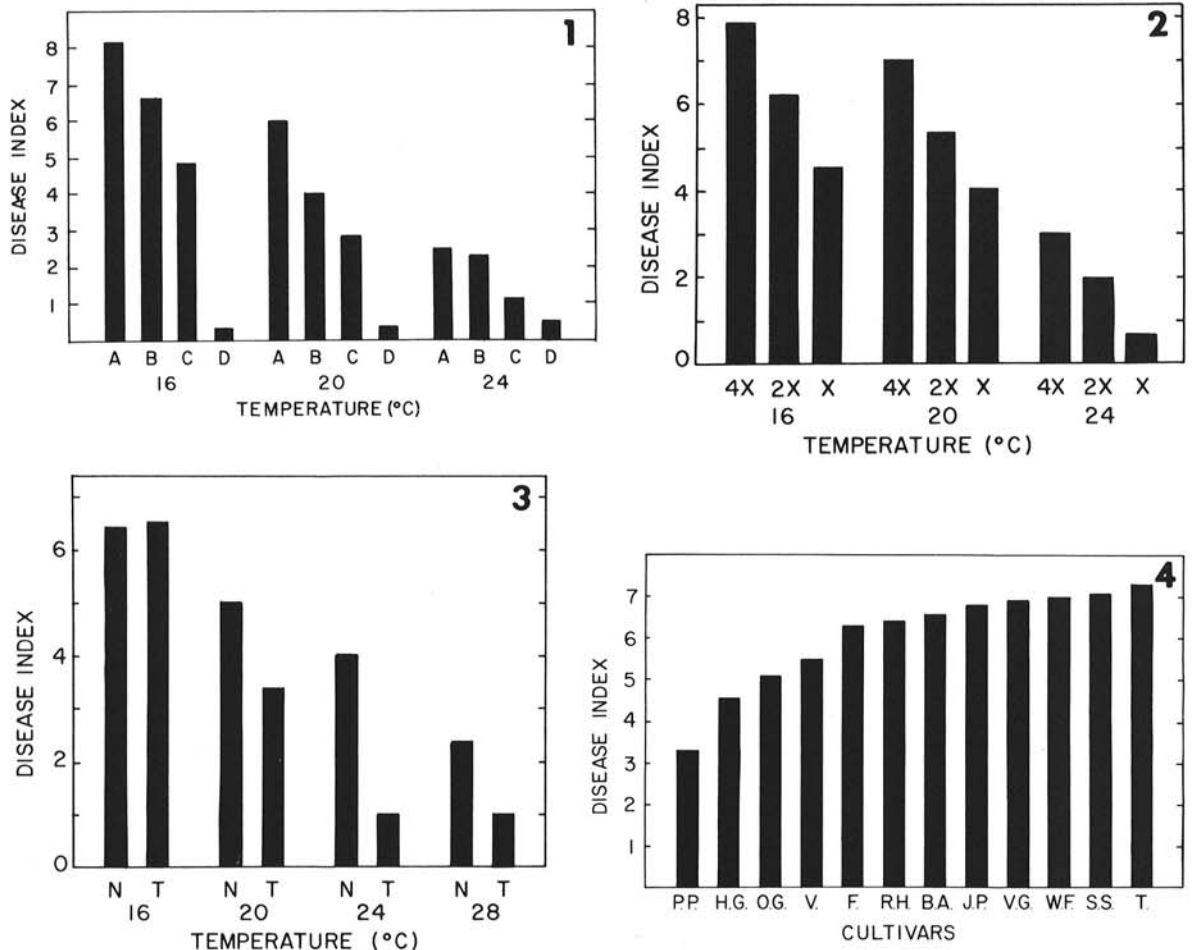 1
DISEASE INDEX
8
7
6
5
4
3
2
1
A B C D A B C D A B C D
16 20 24
TEMPERATURE (°C)
2
DISEASE INDEX
8
6
4
2
0
4X 2X X 4X 2X X 4X 2X X
16 20 24
TEMPERATURE (°C)
3
DISEASE INDEX
6
4
2
0
N T N T N T N T
16 20 24 28
TEMPERATURE (°C)
4
DISEASE INDEX
7
6
5
4
3
2
1
P.P. H.G. O.G. V. F. R.H. B.A. J.P. V.G. W.F. S.S. T.
CULTIVARS